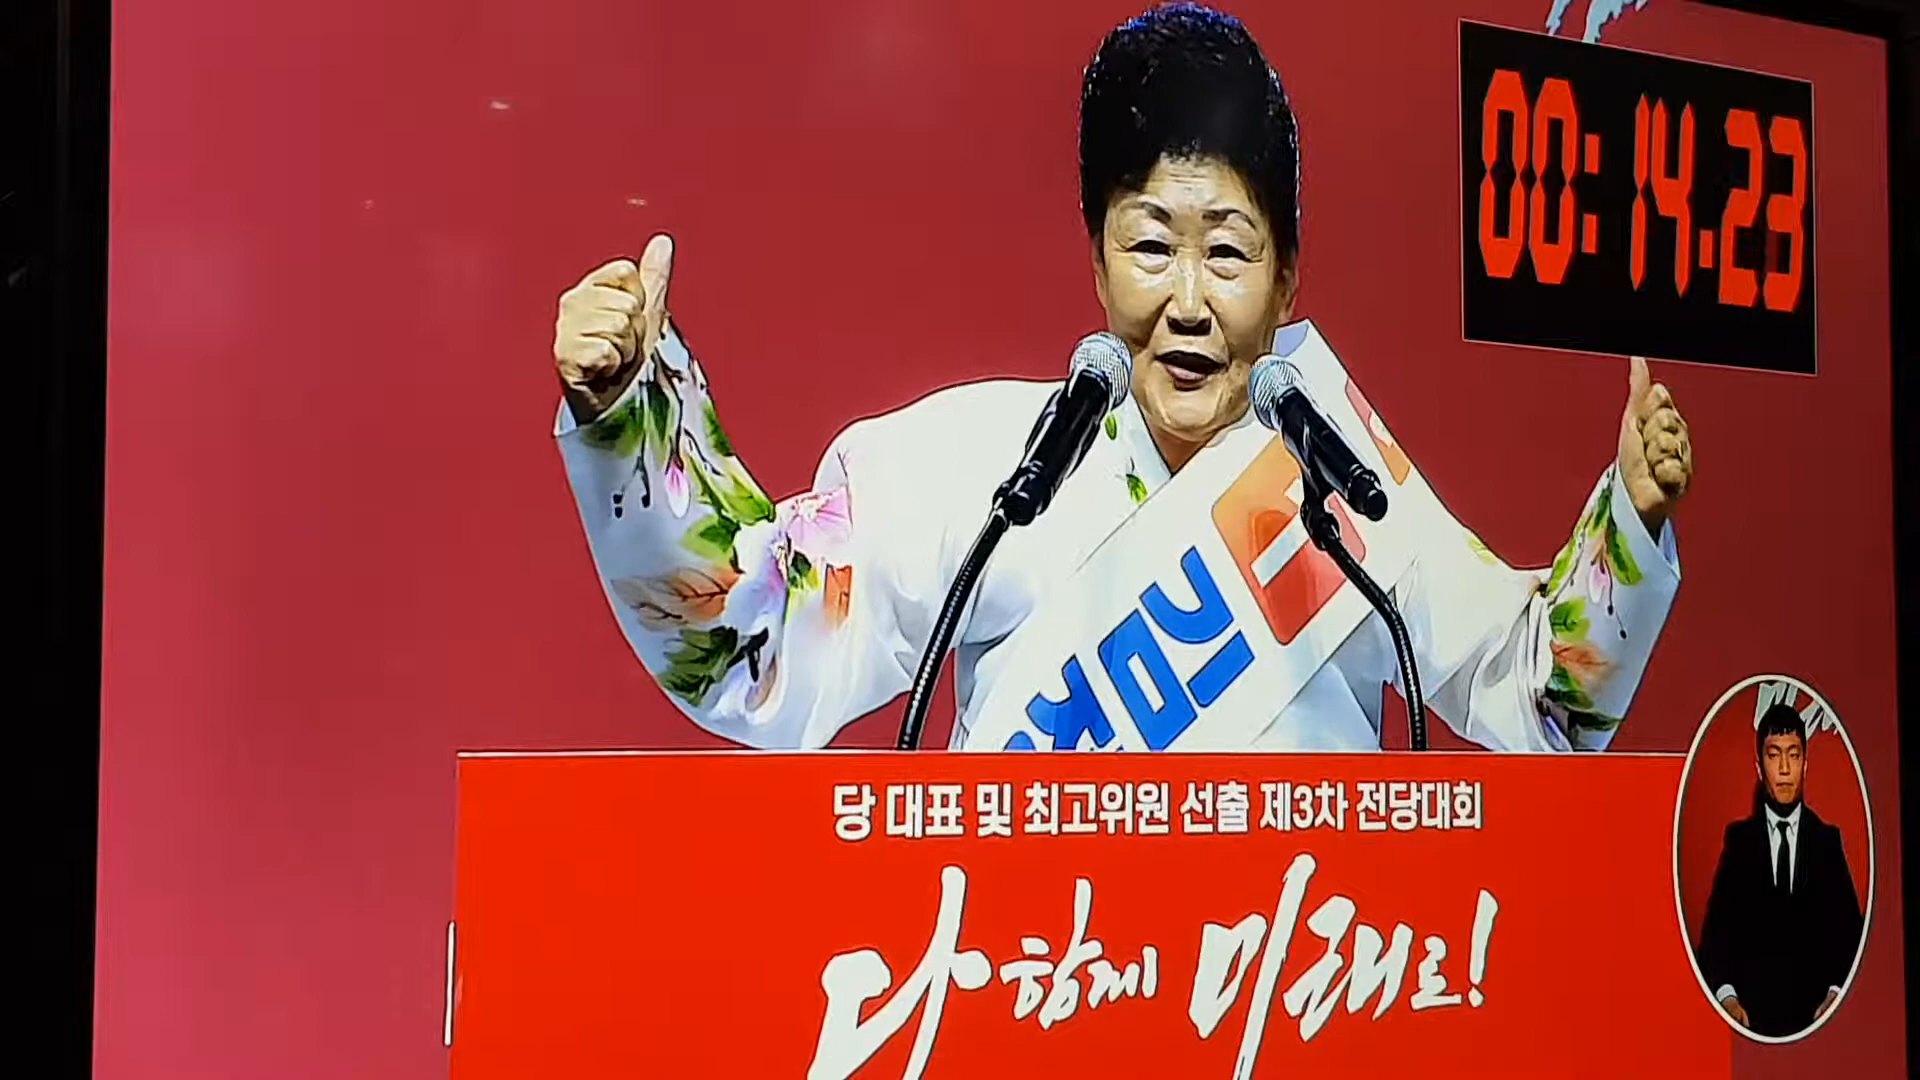 00:14.23
민
당 대표 및 최고위원 선출 제3차 전당대회
다 함께 미래로!